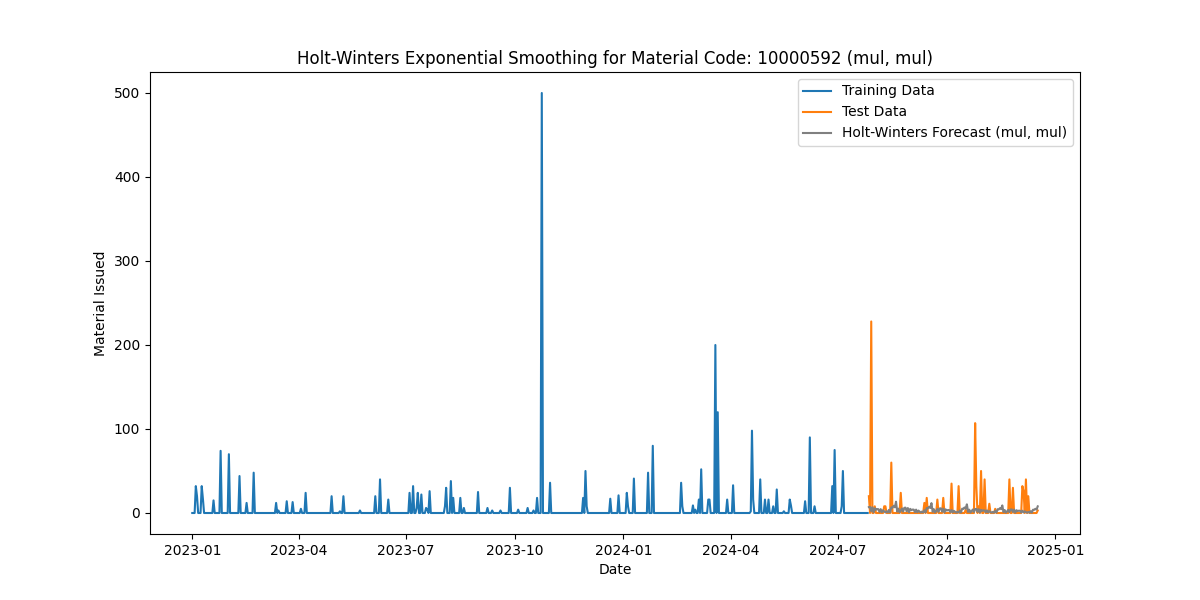 Holt-Winters Exponential Smoothing for Material Code: 10000592 (mul, mul)
Training Data
Test Data
Holt-Winters Forecast (mul, mul)
Material Issued
500
400
300
200
100
0
2023-01
2023-04
2023-07
2023-10
2024-01
2024-04
2024-07
2024-10
2025-01
Date